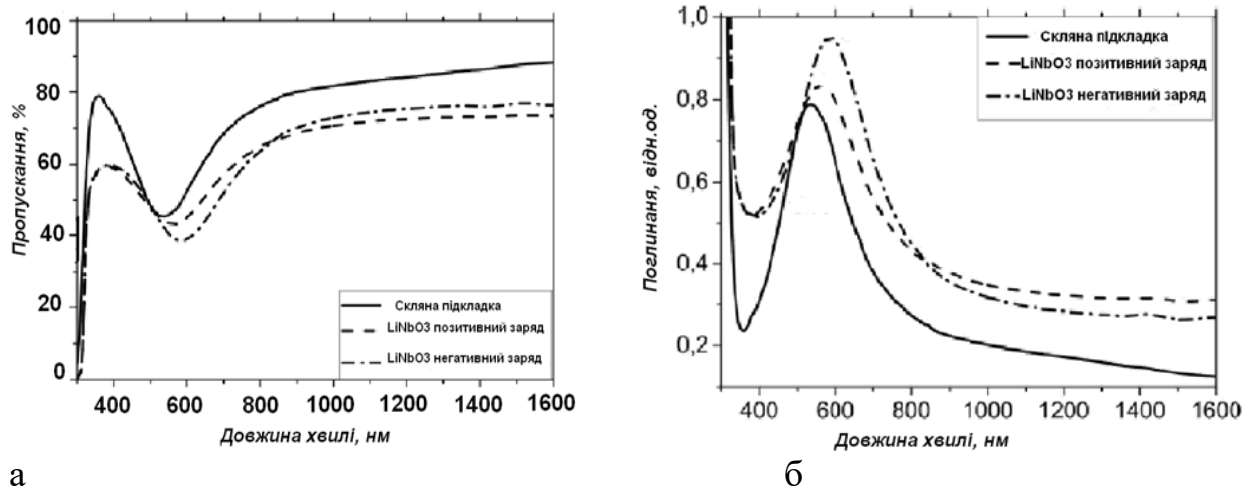 100
80
60
40
20
0
Пропускання, %
Скляна підкладка
LiNbO3 позитивний заряд
LiNbO3 негативний заряд
400 600 800 1000 1200 1400 1600
Довжина хвилі, нм
а
1,0
0,8
0,6
0,4
0,2
Поглинаня, відн.од.
Скляна підкладка
LiNbO3 позитивний заряд
LiNbO3 негативний заряд
400 600 800 1000 1200 1400 1600
Довжина хвилі, нм
б